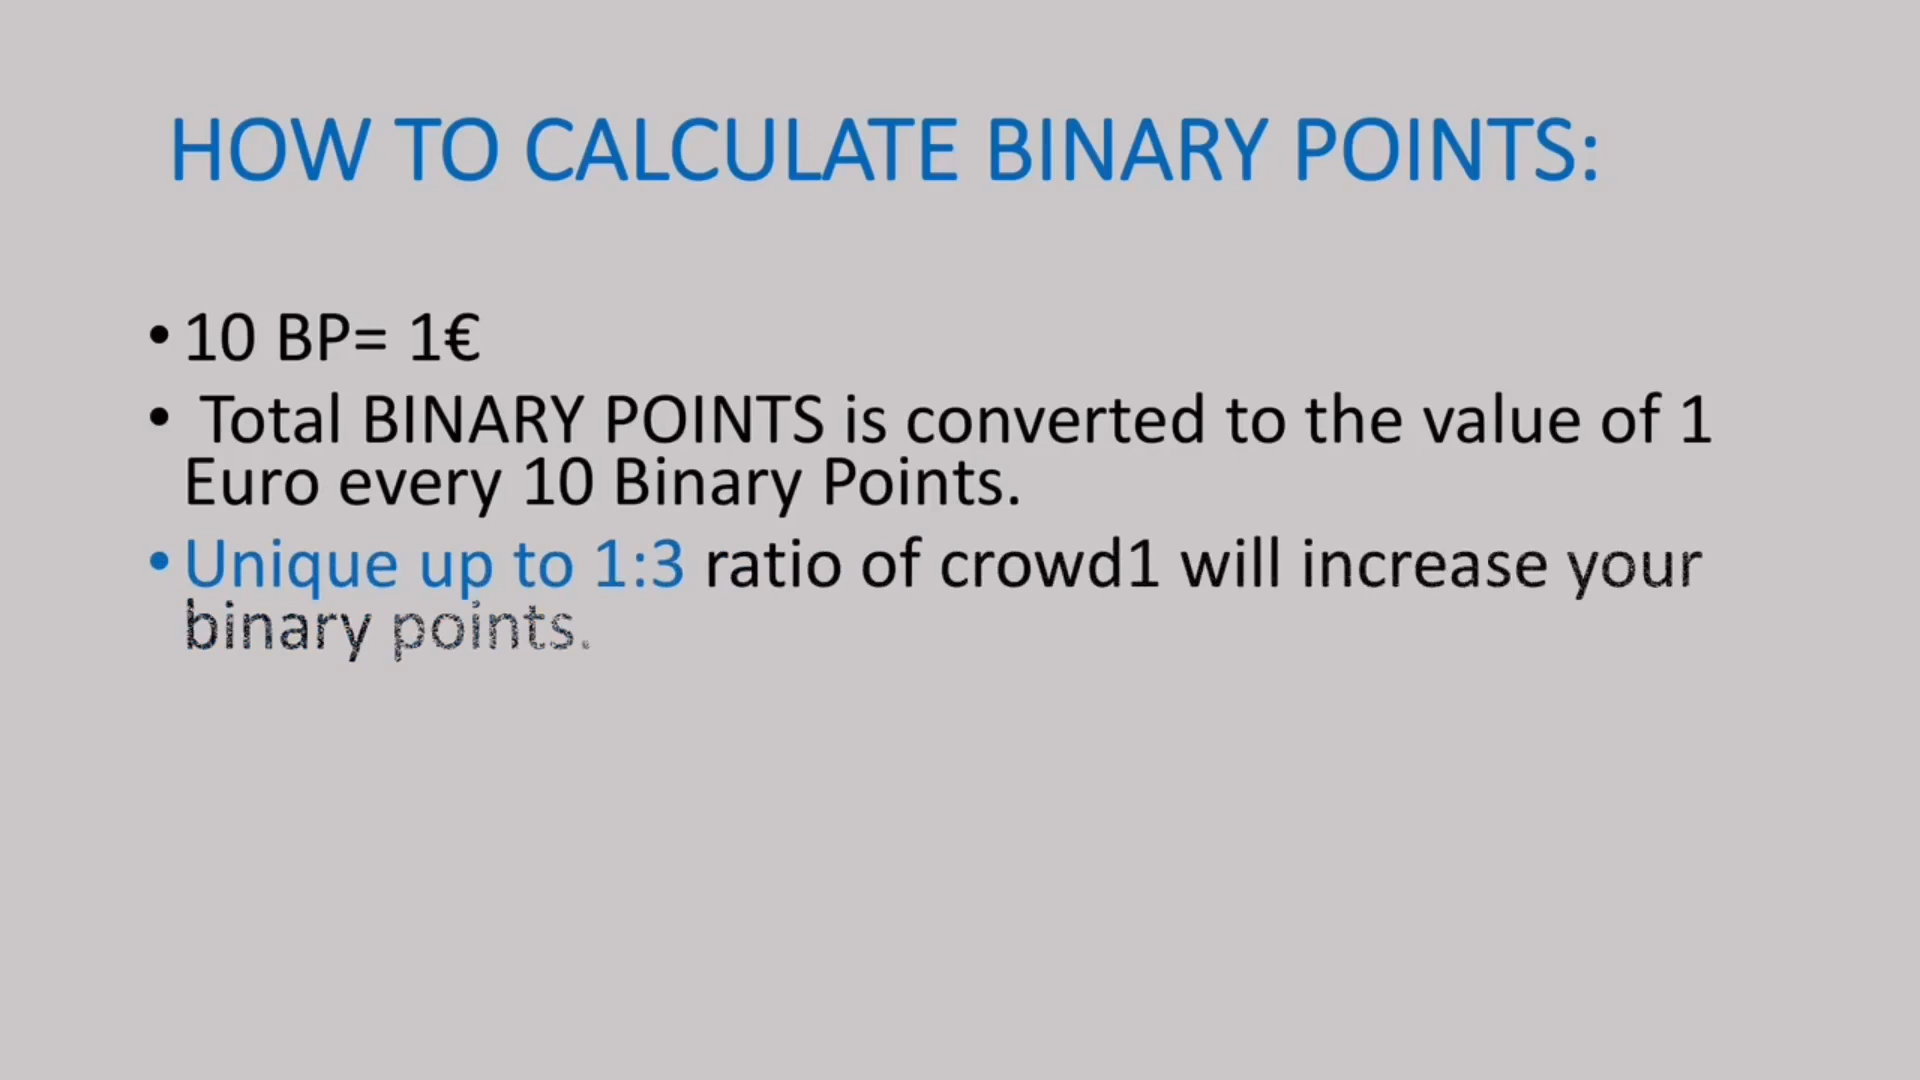 HOW TO CALCULATE BINARY POINTS:
• 10 BP= 1€
• Total BINARY POINTS is converted to the value of 1
Euro every 10 Binary Points.
• Unique up to 1:3 ratio of crowd1 will increase your
binary points.